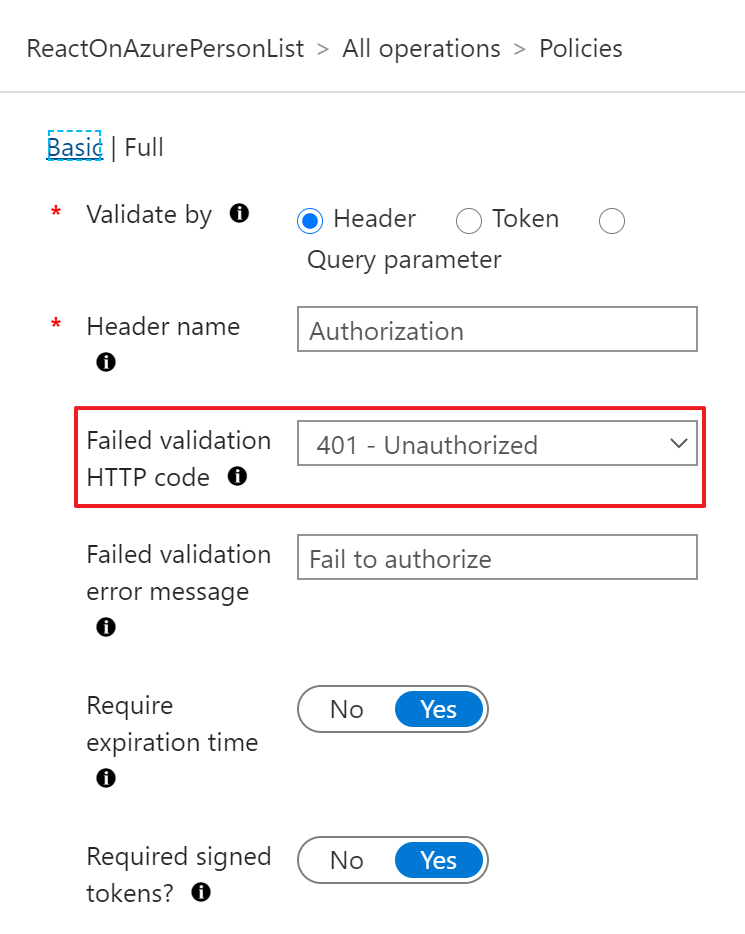 ReactOnAzurePersonList > All operations > Policies
Basic | Full
* Validate by Header Token
Query parameter
* Header name Authorization
Failed validation 401 - Unauthorized
HTTP code
Failed validation Fail to authorize
error message
Require No Yes
expiration time
Required signed No Yes
tokens?